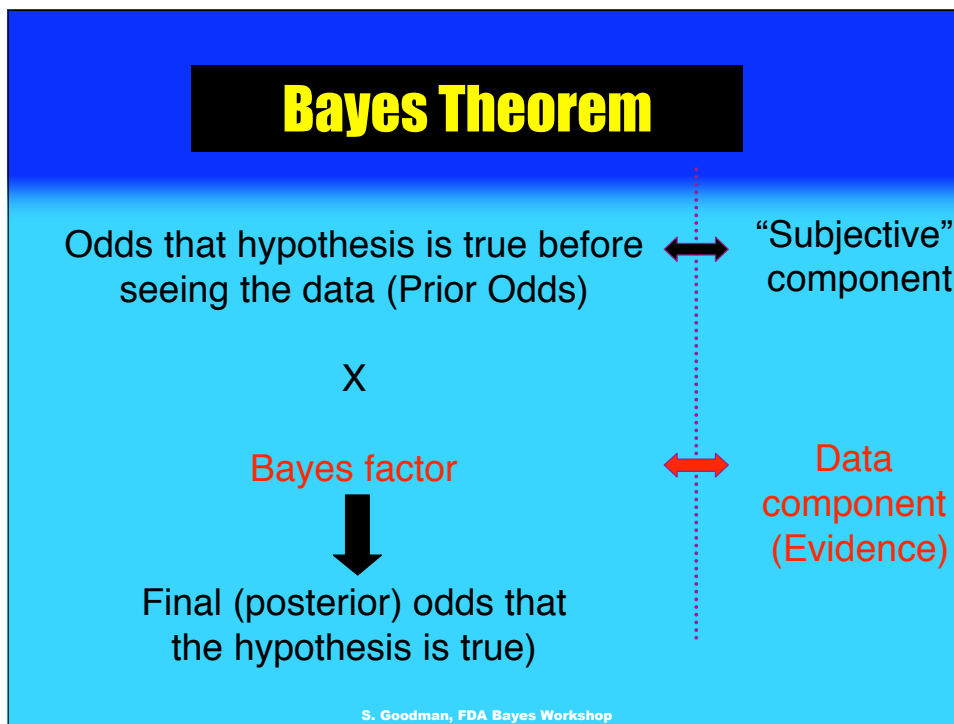 Bayes Theorem
Odds that hypothesis is true before
seeing the data (Prior Odds)
“Subjective”
component
X
Bayes factor
Data
component
(Evidence)
Final (posterior) odds that
the hypothesis is true)
S. Goodman, FDA Bayes Workshop